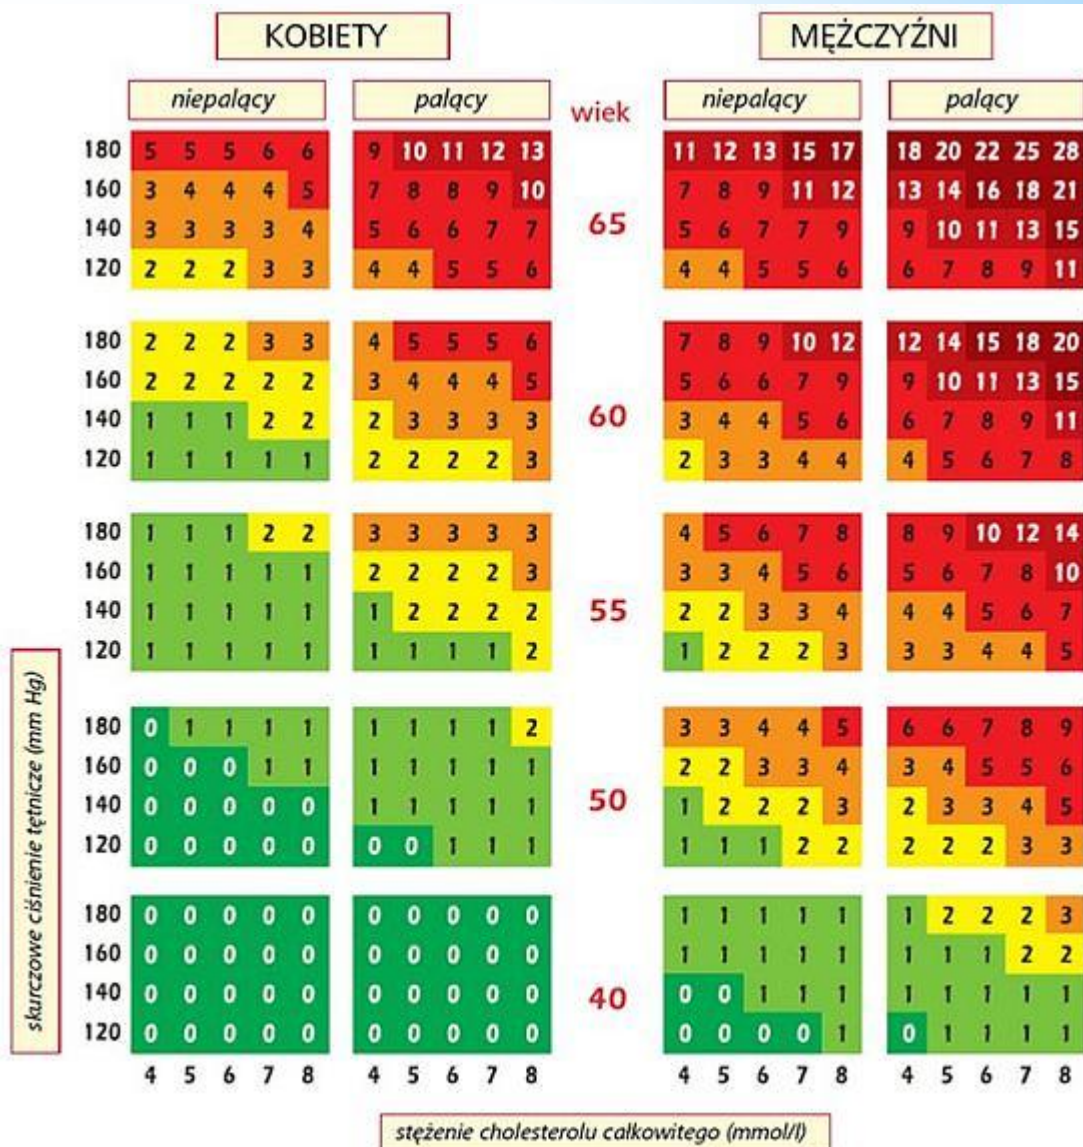 KOBIETY MĘŻCZYŹNI
niepalący palący wiek niepalący palący
180 5 5 5 6 6 9 10 11 12 13 11 12 13 15 17 18 20 22 25 28
160 3 4 4 4 5 7 8 8 9 10 7 8 9 11 12 13 14 16 18 21
65
140 3 3 3 3 4 5 6 6 7 7 5 6 7 7 9 9 10 11 13 15
120 2 2 2 3 3 4 4 5 5 6 4 4 5 5 6 6 7 8 9 11
180 2 2 2 3 3 4 5 5 5 6 7 8 9 10 12 12 14 15 18 20
160 2 2 2 2 2 3 4 4 4 5 5 6 6 7 9 9 10 11 13 15
60
140 1 1 1 2 2 2 3 3 3 3 3 4 4 5 6 6 7 8 9 11
120 1 1 1 1 1 2 2 2 2 3 2 3 3 4 4 4 5 6 7 8
180 1 1 1 2 2 3 3 3 3 3 4 5 6 7 8 8 9 10 12 14
160 1 1 1 1 1 2 2 2 2 3 3 3 4 5 6 5 6 7 8 10
55
140 1 1 1 1 1 1 2 2 2 2 2 2 3 3 4 4 4 5 6 7
120 1 1 1 1 1 1 1 1 1 2 1 2 2 2 3 3 3 4 4 5
180 0 1 1 1 1 1 1 1 1 2 3 3 4 4 5 6 6 7 8 9
160 0 0 0 1 1 1 1 1 1 1 2 2 3 3 4 3 4 5 5 6
50
140 0 0 0 0 0 1 1 1 1 1 1 2 2 2 3 2 3 3 4 5
120 0 0 0 0 0 0 0 1 1 1 1 1 1 2 2 2 2 2 3 3
180 0 0 0 0 0 0 0 0 0 0 1 1 1 1 1 1 2 2 2 3
160 0 0 0 0 0 0 0 0 0 0 1 1 1 1 1 1 1 1 2 2
40
140 0 0 0 0 0 0 0 0 0 0 0 0 1 1 1 1 1 1 1 1
120 0 0 0 0 0 0 0 0 0 0 0 0 0 0 1 0 1 1 1 1
4 5 6 7 8 4 5 6 7 8 4 5 6 7 8 4 5 6 7 8
skurczowe ciśnienie tętnicze (mm Hg)
stężenie cholesterolu całkowitego (mmol/l)